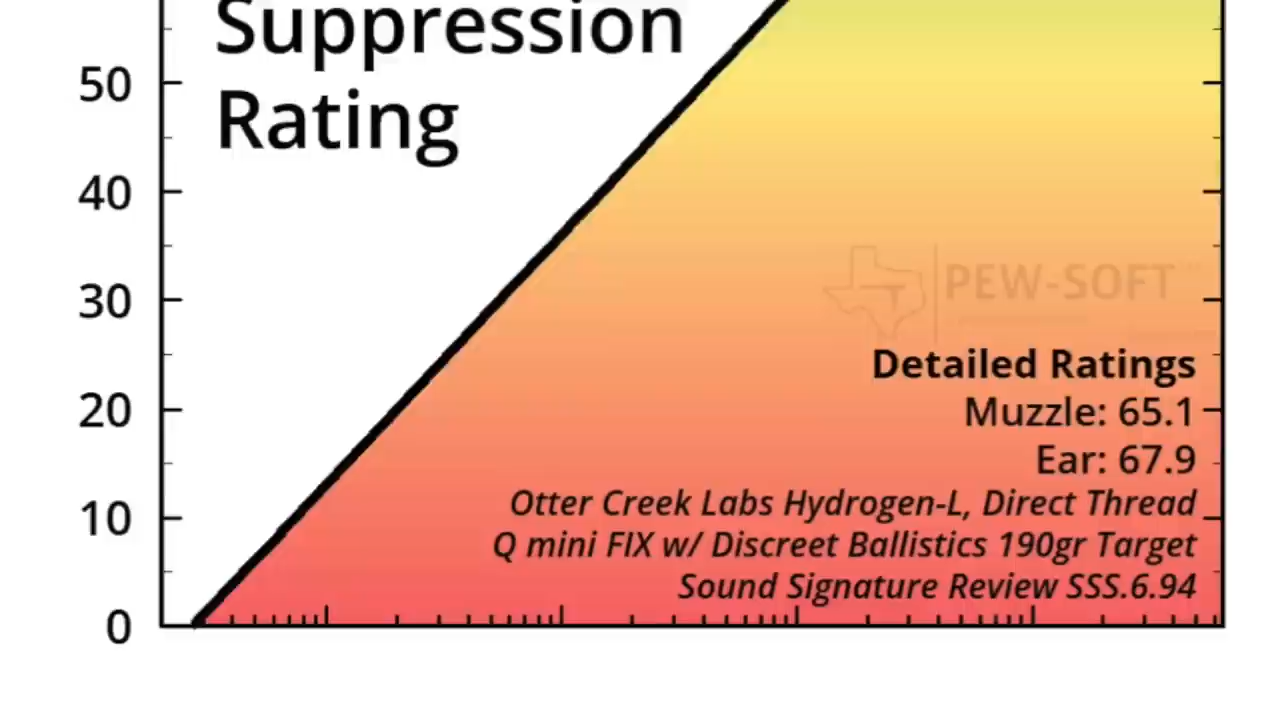 Suppression
Rating
50
40
30
20
10
0
PEW-SOFT
Detailed Ratings
Muzzle: 65.1
Ear: 67.9
Otter Creek Labs Hydrogen-L, Direct Thread
Q mini FIX w/ Discreet Ballistics 190gr Target
Sound Signature Review SSS.6.94